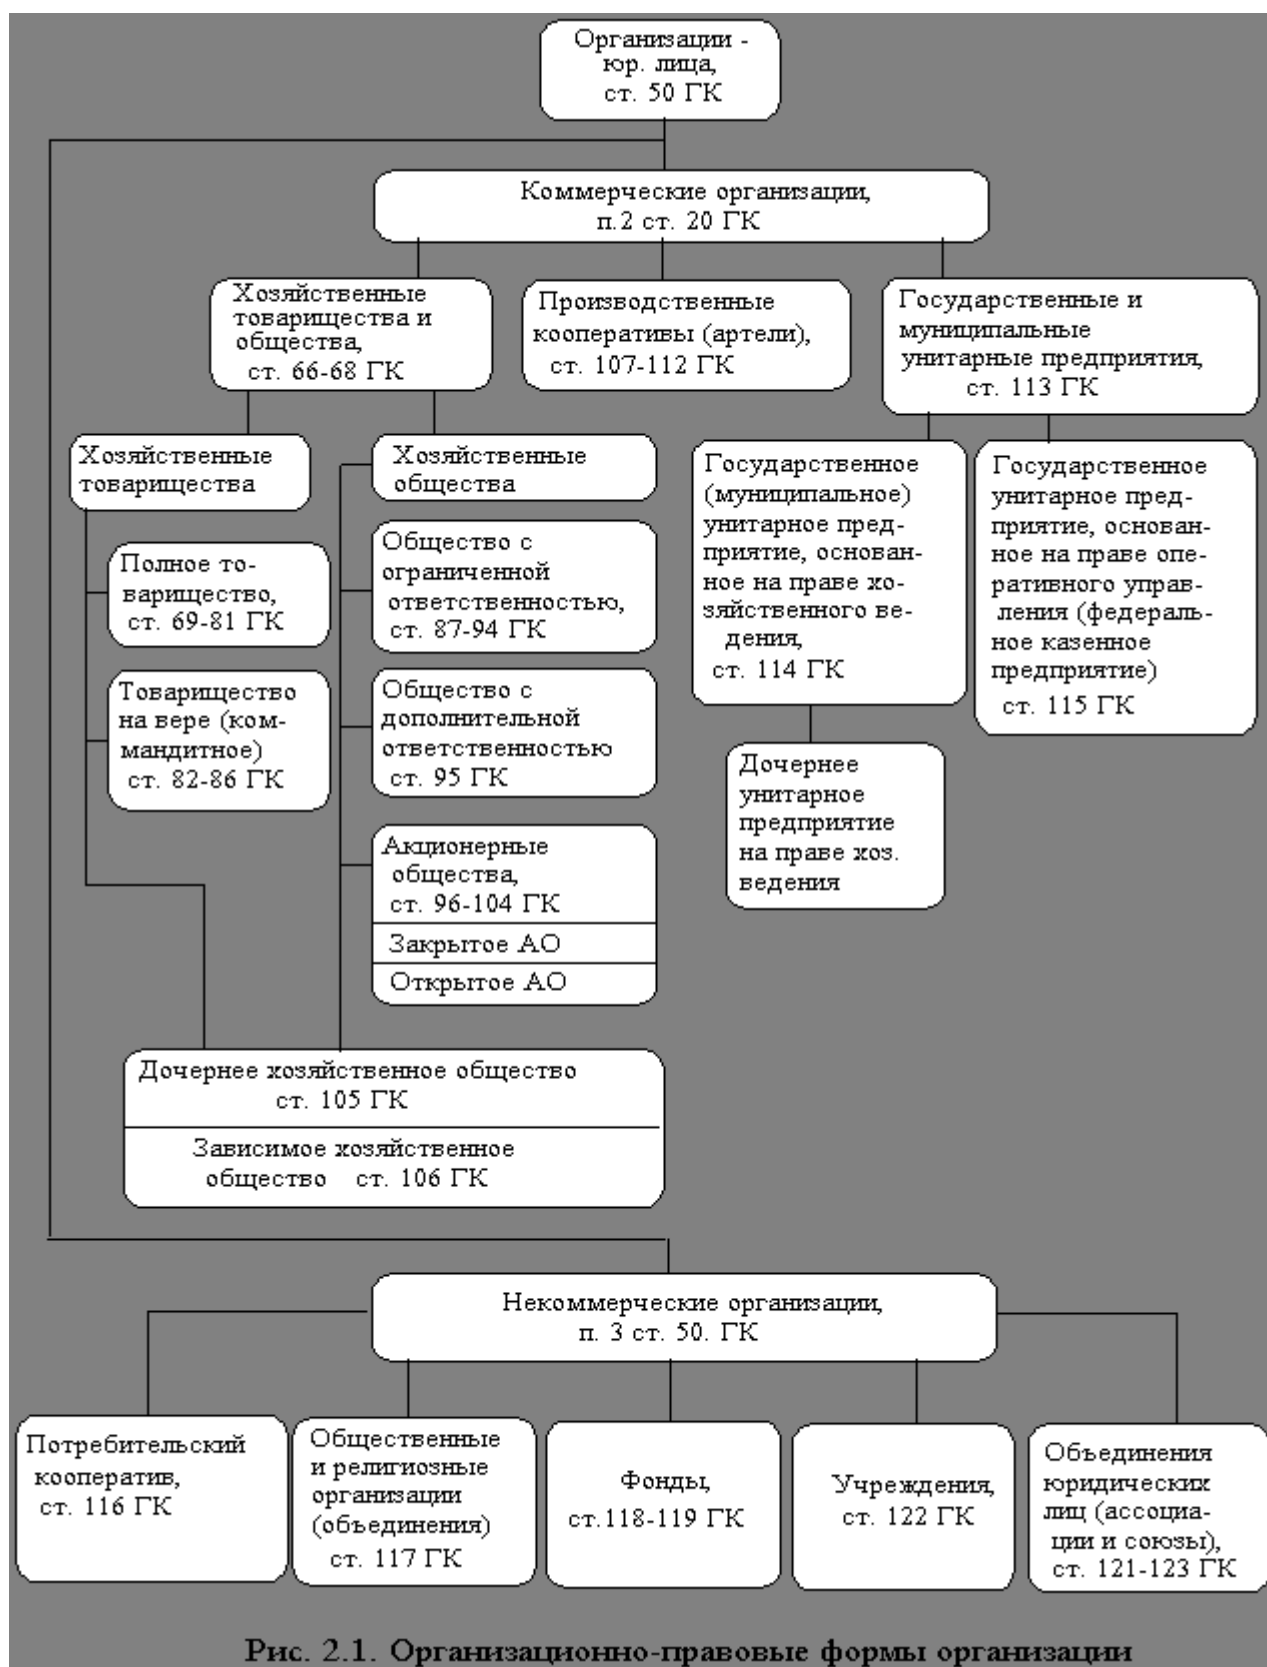 Организации -
юр. лица,
ст. 50 ГК
Коммерческие организации,
п.2 ст. 20 ГК
Хозяйственные
товарищества и
общества,
ст. 66-68 ГК
Производственные
кооперативы (артели),
ст. 107-112 ГК
Государственные и
муниципальные
унитарные предприятия,
ст. 113 ГК
Хозяйственные
товарищества
Хозяйственные
общества
Полное то-
варищество,
ст. 69-81 ГК
Товарищество
на вере (ком-
мандитное)
ст. 82-86 ГК
Общество с
ограниченной
ответственностью,
ст. 87-94 ГК
Общество с
дополнительной
ответственностью
ст. 95 ГК
Акционерные
общества,
ст. 96-104 ГК
Закрытое АО
Открытое АО
Государственное
(муниципальное)
унитарное пред-
приятие, основан-
ное на праве хо-
зяйственного ве-
дения,
ст. 114 ГК
Государственное
унитарное пред-
приятие, основан-
ное на праве опе-
ративного управ-
ления (федераль-
ное казенное
предприятие)
ст. 115 ГК
Дочернее
унитарное
предприятие
на праве хоз.
ведения
Дочернее хозяйственное общество
ст. 105 ГК
Зависимое хозяйственное
общество ст. 106 ГК
Некоммерческие организации,
п. 3 ст. 50. ГК
Потребительский
кооператив,
ст. 116 ГК
Общественные
и религиозные
организации
(объединения)
ст. 117 ГК
Фонды,
ст.118-119 ГК
Учреждения,
ст. 122 ГК
Объединения
юридических
лиц (ассоциа-
ции и союзы),
ст. 121-123 ГК
Рис. 2.1. Организационно-правовые формы организации